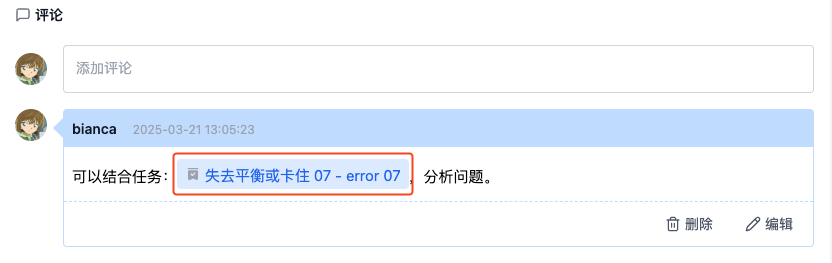 评论
添加评论
bianca 2025-03-21 13:05:23
可以结合任务： 失去平衡或卡住 07 - error 07 ，分析问题。
删除 编辑